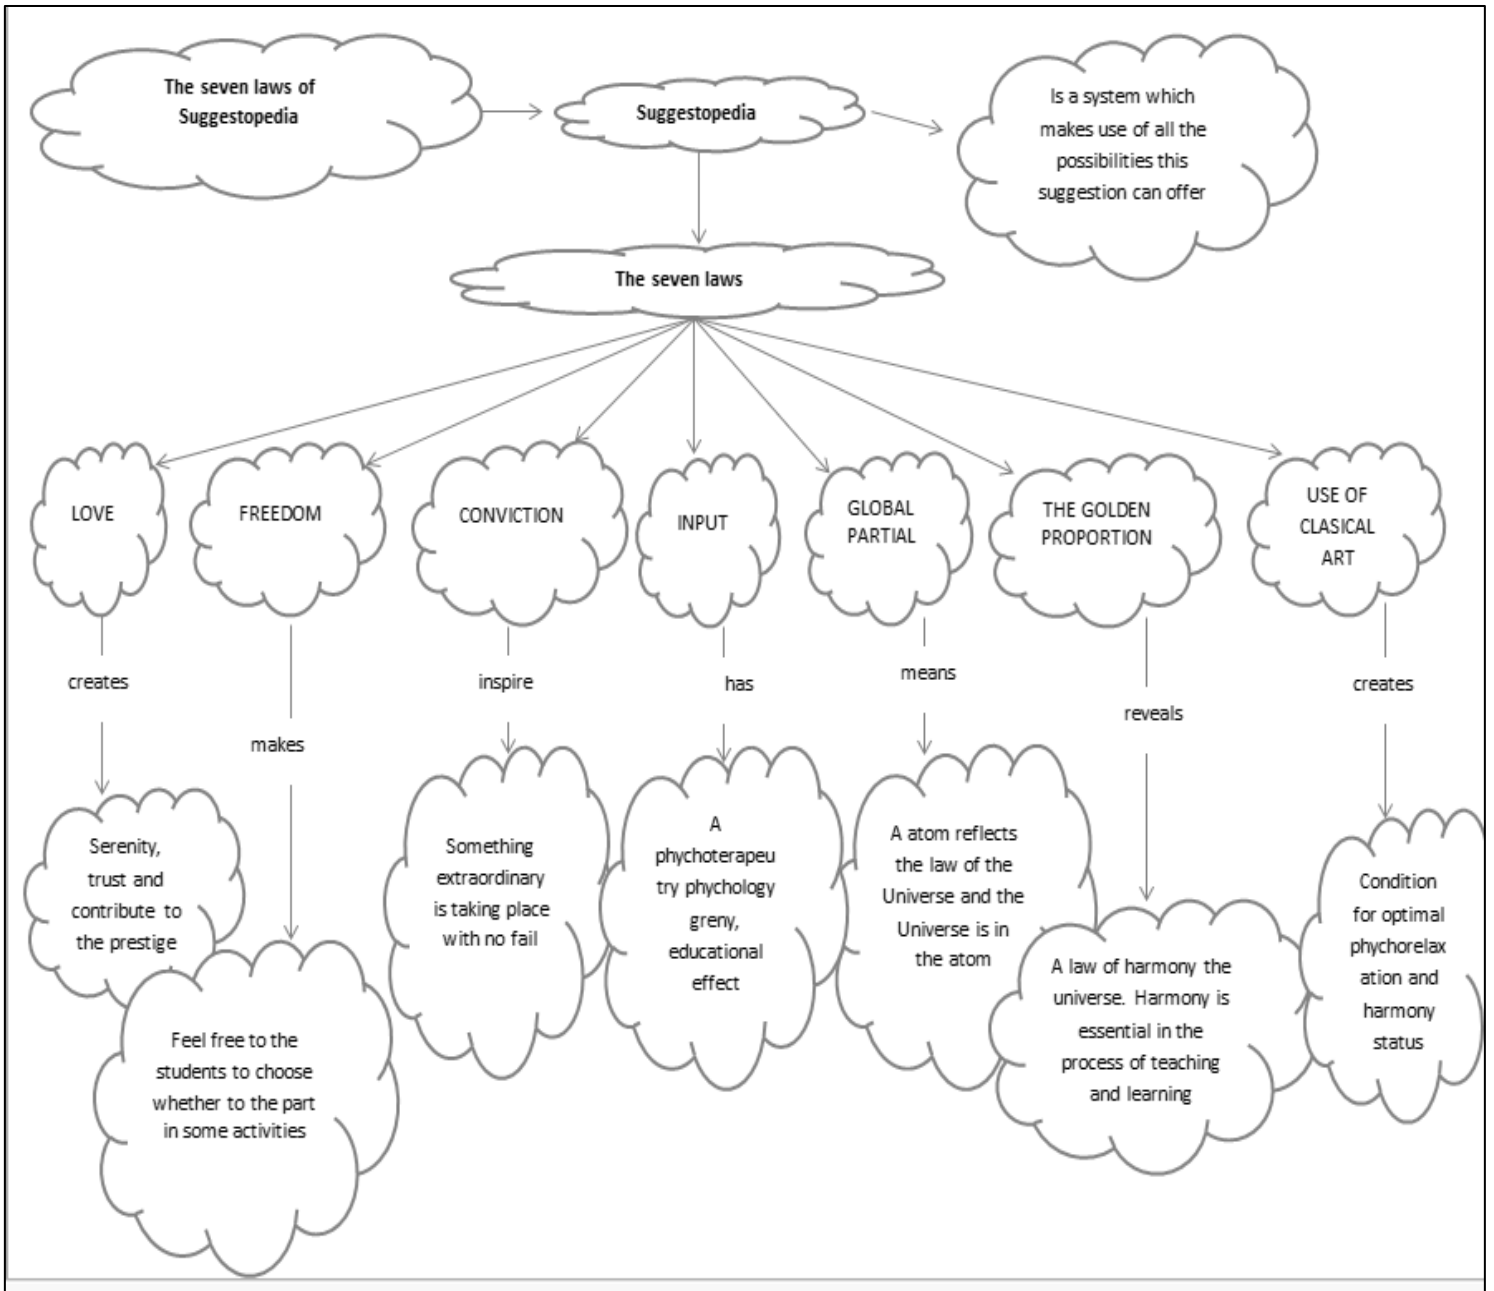 The seven laws of
Suggestopedia
Suggestopedia
Is a system which
makes use of all the
possibilities this
suggestion can offer
The seven laws
LOVE
FREEDOM
CONVICTION
INPUT
GLOBAL
PARTIAL
THE GOLDEN
PROPORTION
USE OF
CLASICAL
ART
creates
makes
inspire
has
means
reveals
creates
Serenity,
trust and
contribute to
the prestige
Feel free to the
students to choose
whether to the part
in some activities
Something
extraordinary
is taking place
with no fail
A
phychoterapeu
try phychology
greny,
educational
effect
A atom reflects
the law of the
Universe and the
Universe is in
the atom
A law of harmony the
universe. Harmony is
essential in the
process of teaching
and learning
Condition
for optimal
phychorelax
ation and
harmony
status